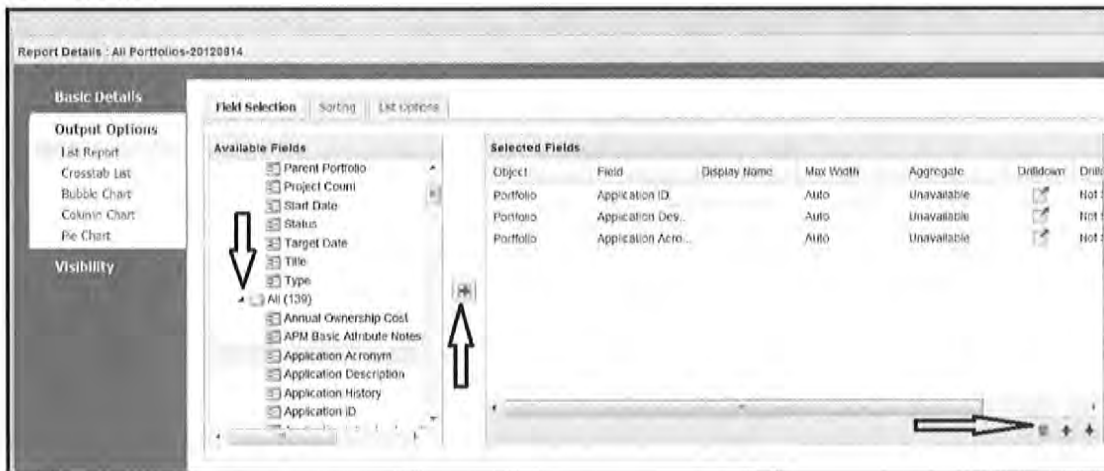 Report Details : All Portfolios-20120814
Basic Details
Output Options
List Report
Crosstab List
Bubble Chart
Column Chart
Pie Chart
Visibility
Field Selection
Sorting
List Options
Available Fields
Parent Portfolio
Project Count
Start Date
Status
Target Date
Title
Type
All (139)
Annual Ownership Cost
APM Basic Attribute Notes
Application Acronym
Application Description
Application History
Application ID
Selected Fields
Object Field Display Name Max Width Aggregate Drilldown Drill
Portfolio Application ID Auto Unavailable Not
Portfolio Application Des... Auto Unavailable Not
Portfolio Application Acro... Auto Unavailable Not